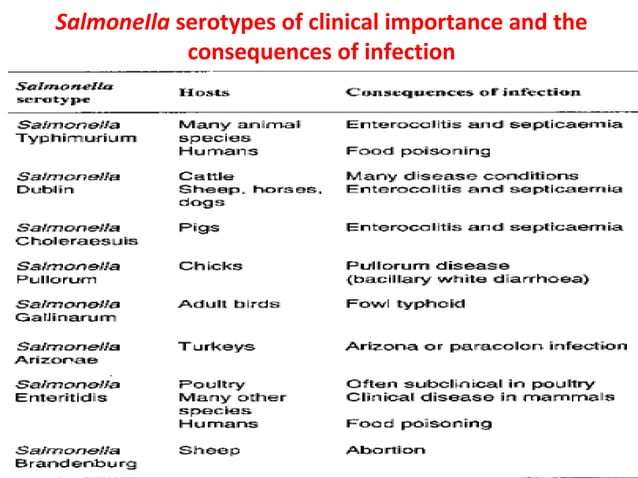 Salmonella serotypes of clinical importance and the
consequences of infection
Salmonella serotype Hosts Consequences of infection
Salmonella Typhimurium Many animal species Enterocolitis and septicaemia
Humans Food poisoning
Salmonella Dublin Cattle Many disease conditions
Sheep, horses, dogs Enterocolitis and septicaemia
Salmonella Choleraesuis Pigs Enterocolitis and septicaemia
Salmonella Pullorum Chicks Pullorum disease (bacillary white diarrhoea)
Salmonella Gallinarum Adult birds Fowl typhoid
Salmonella Arizonae Turkeys Arizona or paracolon infection
Salmonella Enteritidis Poultry Often subclinical in poultry
Many other species Clinical disease in mammals
Humans Food poisoning
Salmonella Brandenburg Sheep Abortion